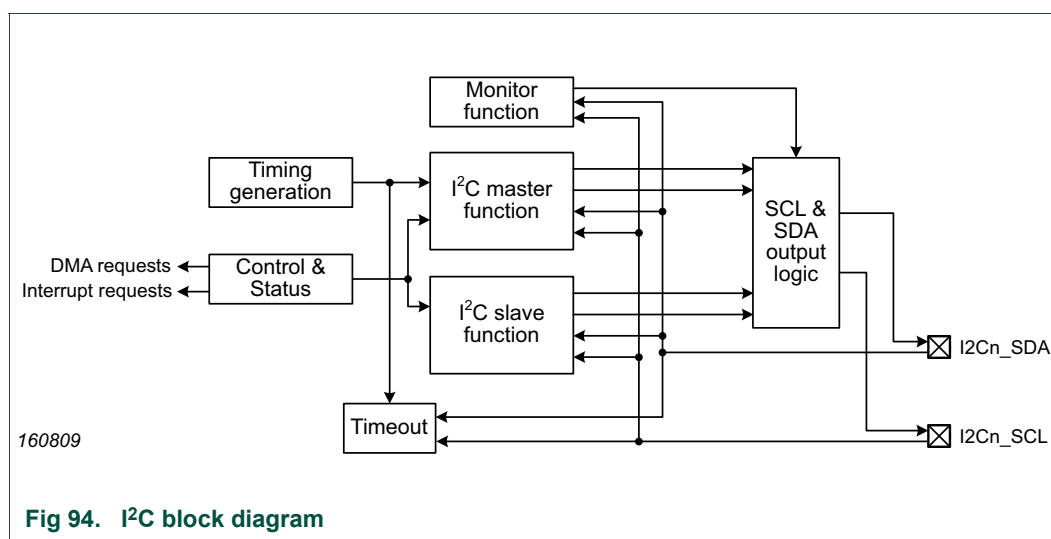 Monitor
function
Timing
generation
I²C master
function
SCL &
SDA
output
logic
DMA requests
Interrupt requests
Control &
Status
I²C slave
function
I2Cn_SDA
Timeout
I2Cn_SCL
160809
Fig 94. I²C block diagram